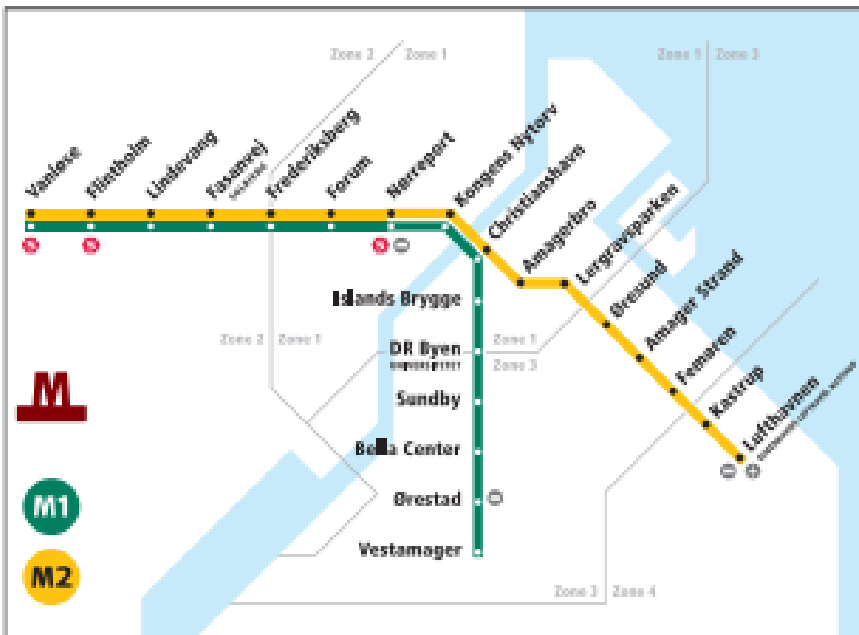 Zone 2 Zone 1
Zone 1 Zone 3
Vanløse
Flintholm
Lindevang
Fasanvej
Frederiksberg
Forum
Nørreport
Kongens Nytorv
Christianshavn
Amagerbro
Lergravsparken
Øresund
Amager Strand
Femøren
Kastrup
Lufthavnen
Islands Brygge
Zone 2 Zone 1
DR Byen
Zone 1
Zone 3
Sundby
Bella Center
Ørestad
Vestamager
M
M1
M2
Zone 3 Zone 4